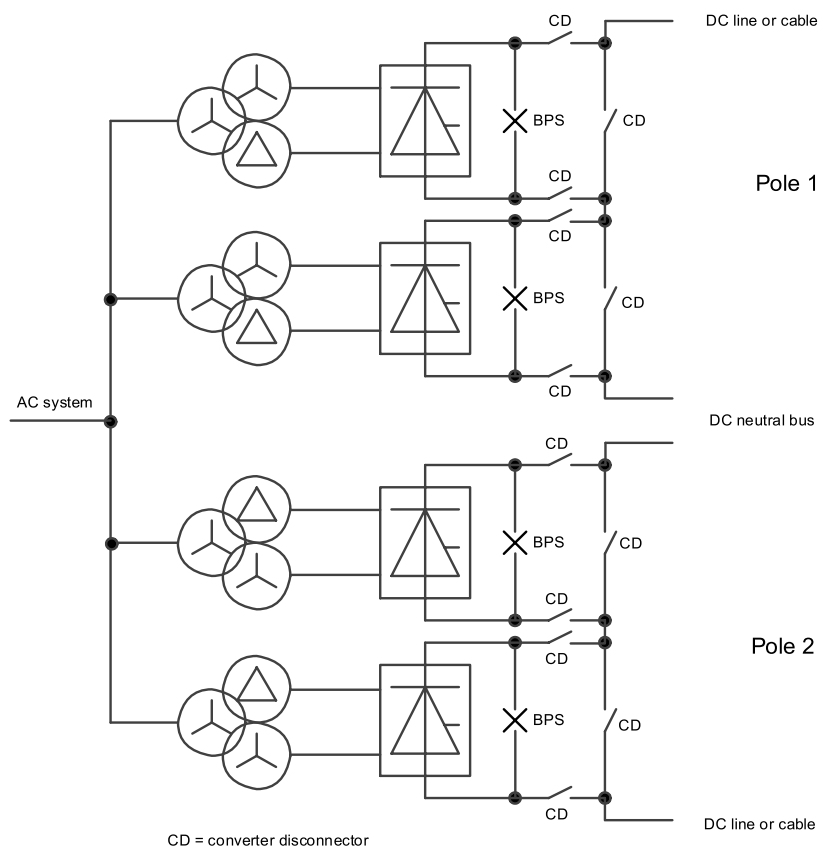 CD
DC line or cable
BPS
CD
CD
Pole 1
CD
BPS
CD
CD
AC system
DC neutral bus
CD
BPS
CD
CD
Pole 2
CD
BPS
CD
CD
DC line or cable
CD = converter disconnector